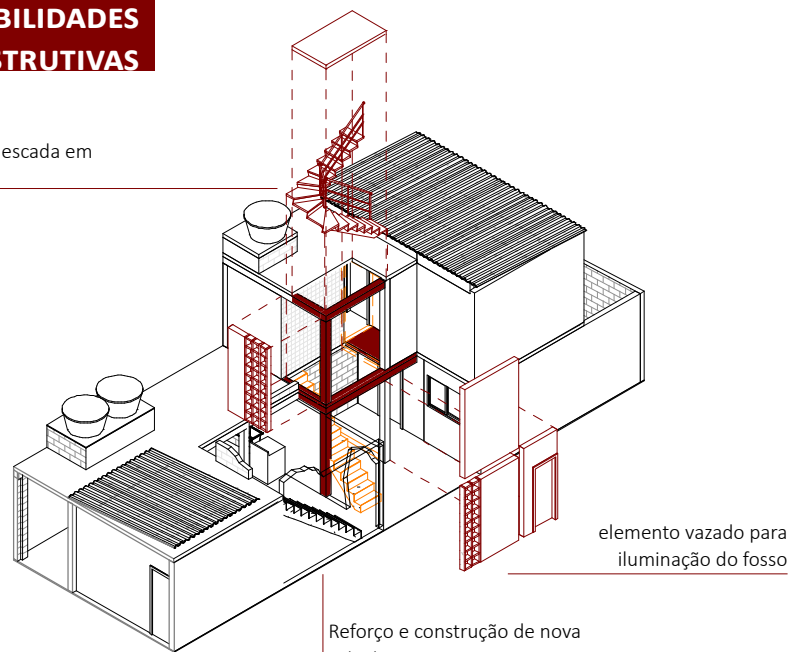 BILIDADES
STRUTIVAS
escada em
elemento vazado para
iluminação do fosso
Reforço e construção de nova